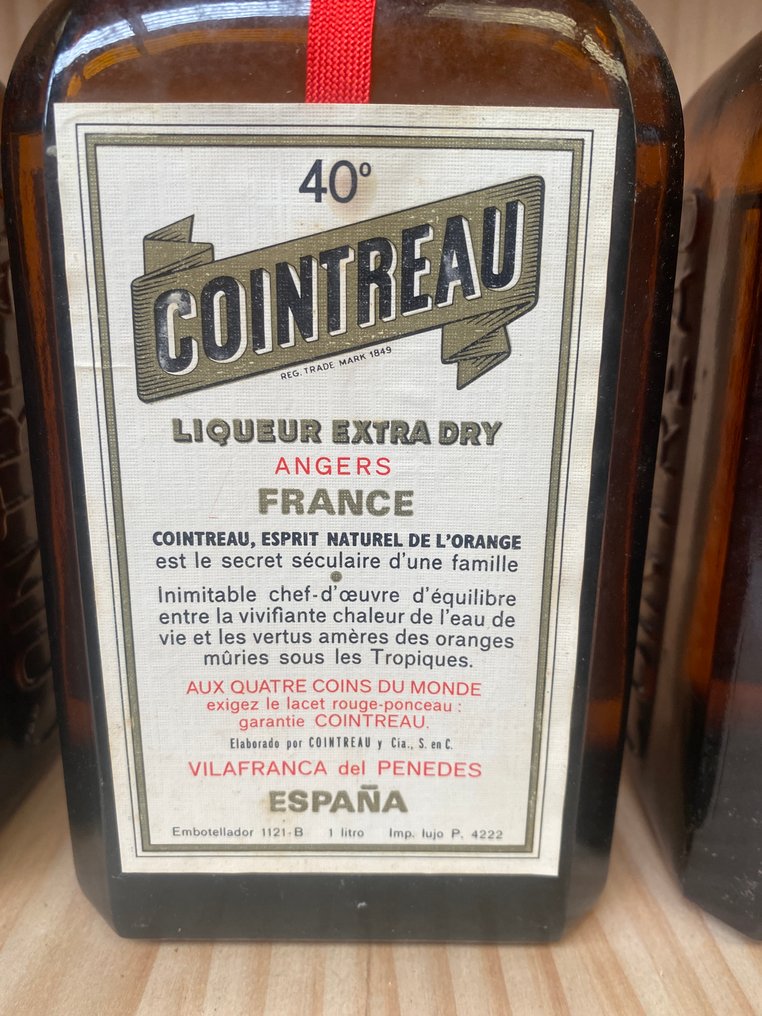 40º
COINTREAU
REG. TRADE MARK 1849
LIQUEUR EXTRA DRY
ANGERS
FRANCE
COINTREAU, ESPRIT NATUREL DE L'ORANGE
est le secret séculaire d'une famille
Inimitable chef-d'œuvre d'équilibre
entre la vivifiante chaleur de l'eau de
vie et les vertus amères des oranges
mûries sous les Tropiques.
AUX QUATRE COINS DU MONDE
exigez le lacet rouge-ponceau :
garantie COINTREAU.
Elaborado por COINTREAU y Cia., S. en C.
VILAFRANCA del PENEDES
ESPAÑA
Embotellador 1121-B 1 litro Imp. lujo P. 4222